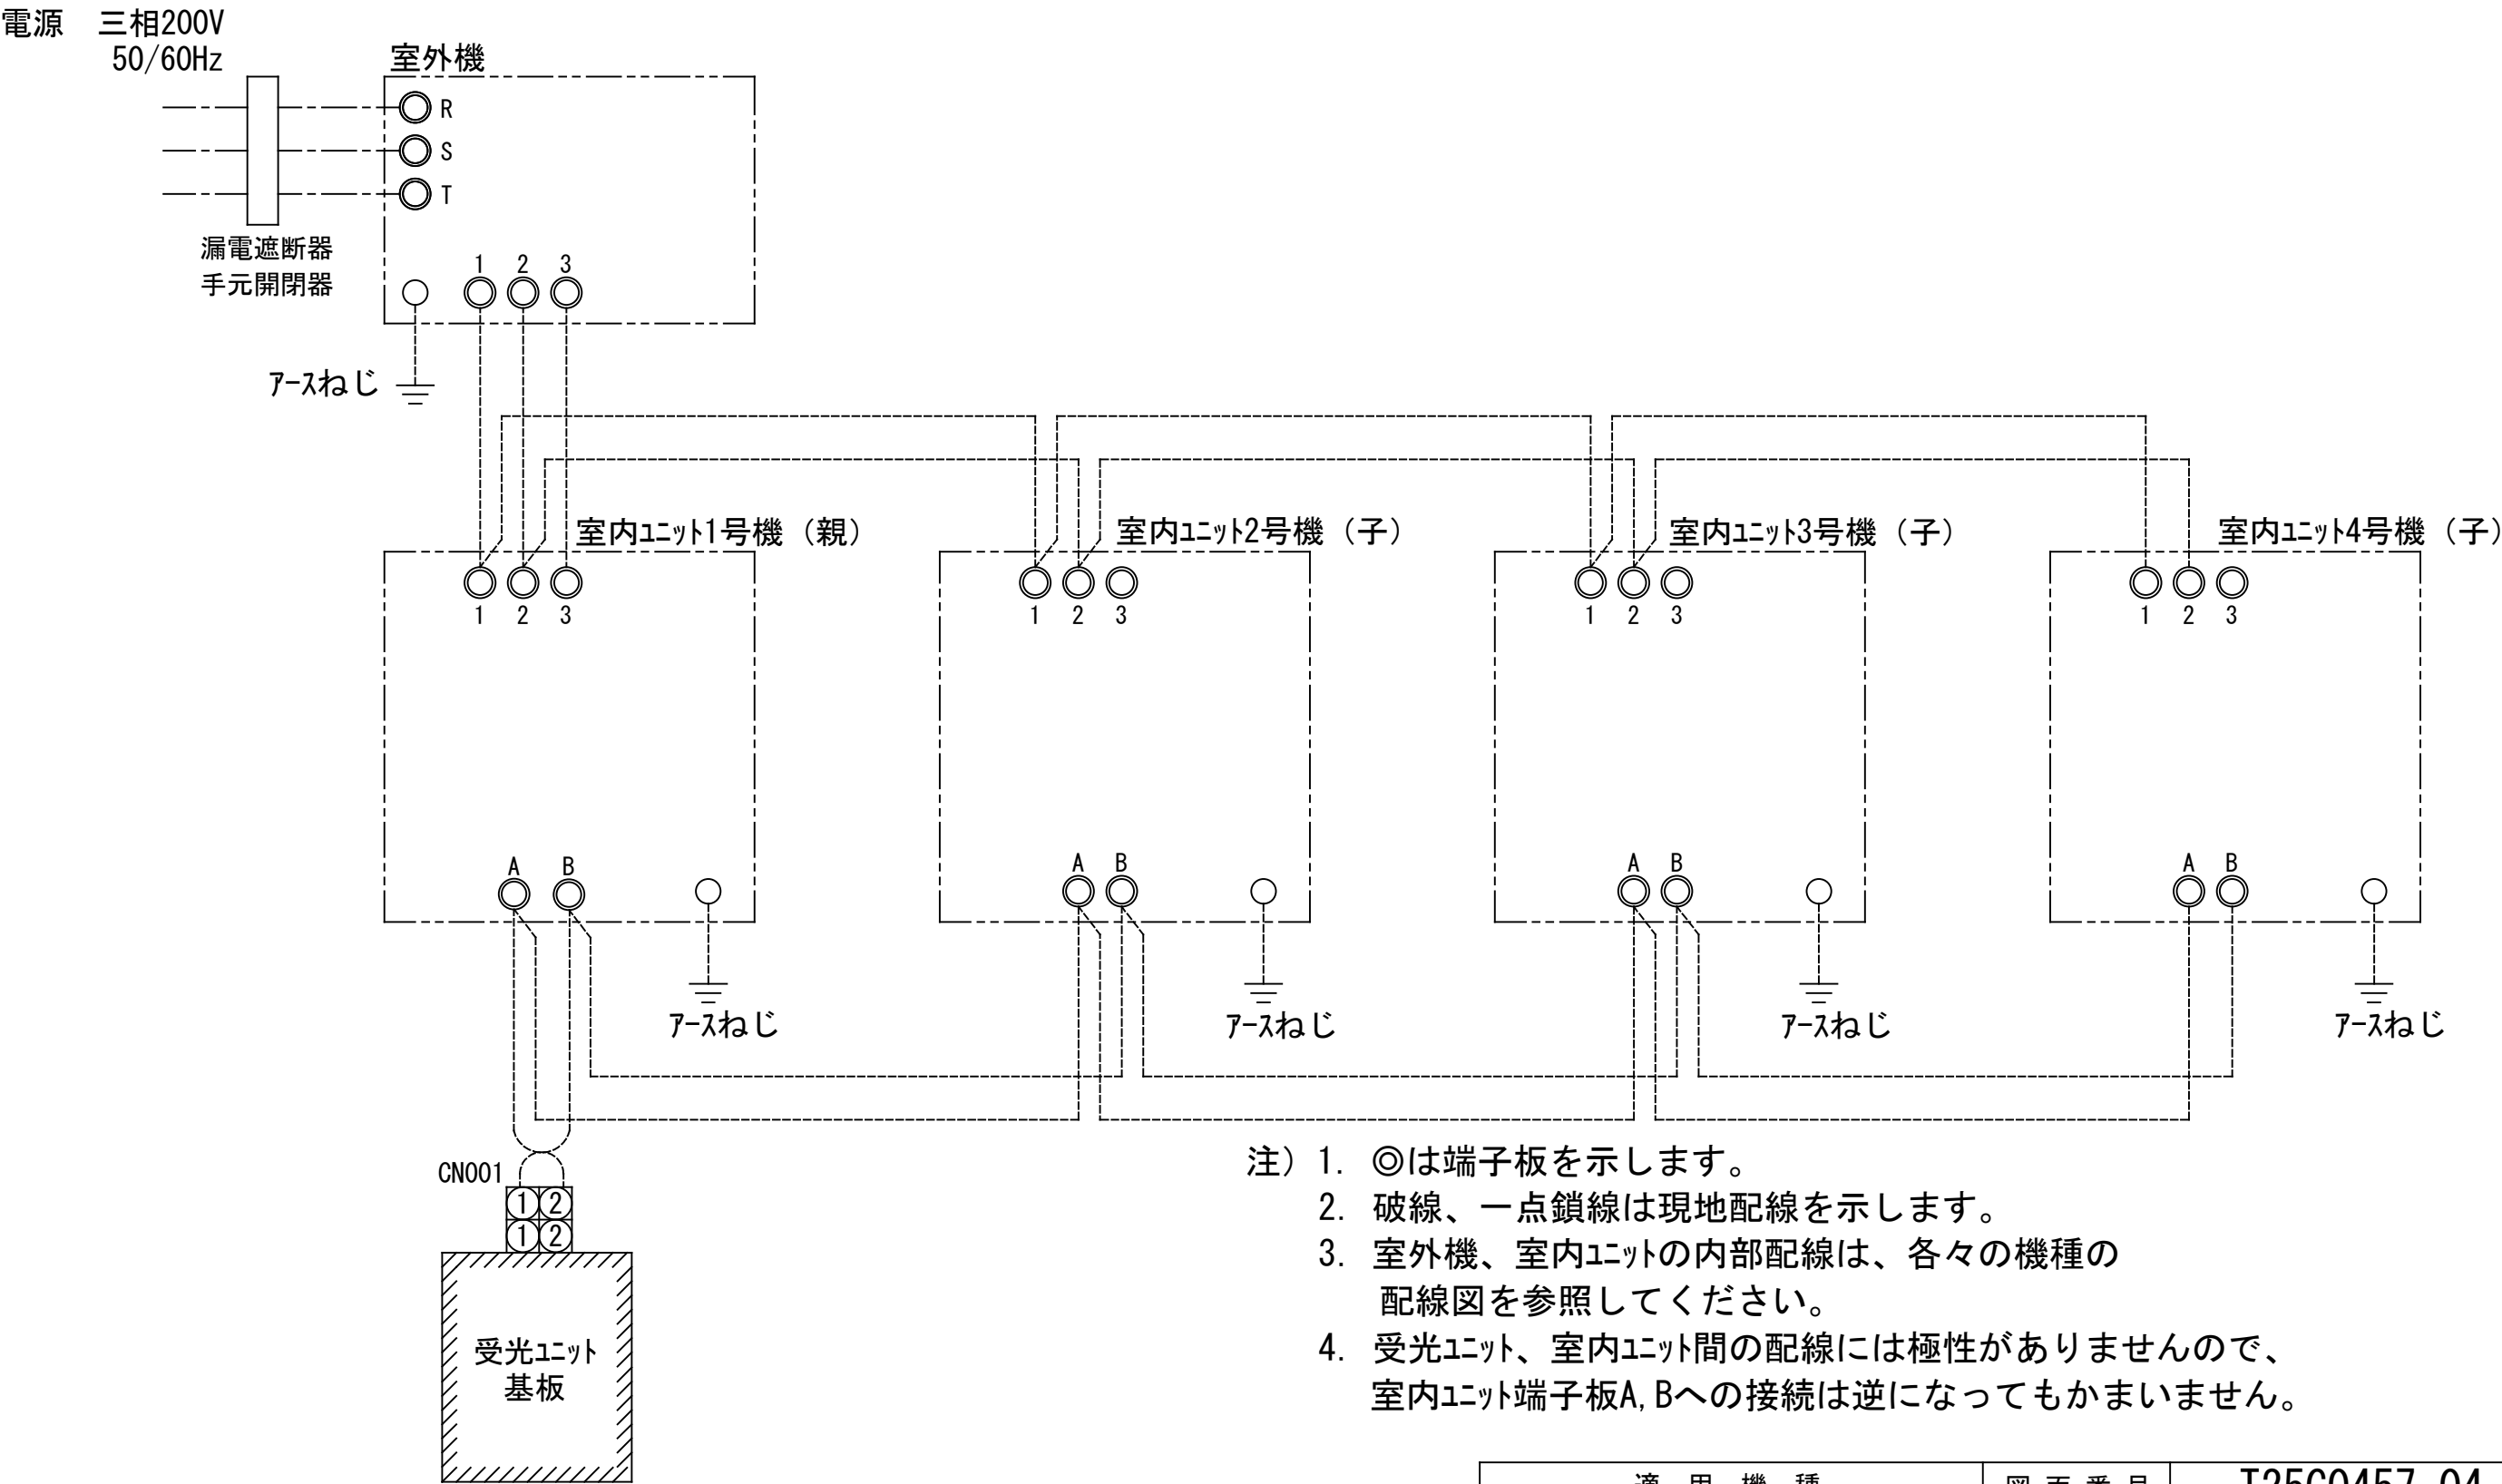 電源　三相200V
50/60Hz
室外機
R
S
T
漏電遮断器
手元開閉器
1 2 3
ｱｰｽねじ
室内ﾕﾆｯﾄ1号機（親） 室内ﾕﾆｯﾄ2号機（子） 室内ﾕﾆｯﾄ3号機（子） 室内ﾕﾆｯﾄ4号機（子）
1 2 3 1 2 3 1 2 3 1 2 3
A B A B A B A B
ｱｰｽねじ ｱｰｽねじ ｱｰｽねじ ｱｰｽねじ
CN001
1 2
1 2
受光ﾕﾆｯﾄ
基板
注）1. ◎は端子板を示します。
2. 破線、一点鎖線は現地配線を示します。
3. 室外機、室内ﾕﾆｯﾄの内部配線は、各々の機種の
配線図を参照してください。
4. 受光ﾕﾆｯﾄ、室内ﾕﾆｯﾄ間の配線には極性がありませんので、
室内ﾕﾆｯﾄ端子板A,Bへの接続は逆になってもかまいません。
適用機種 図面番号